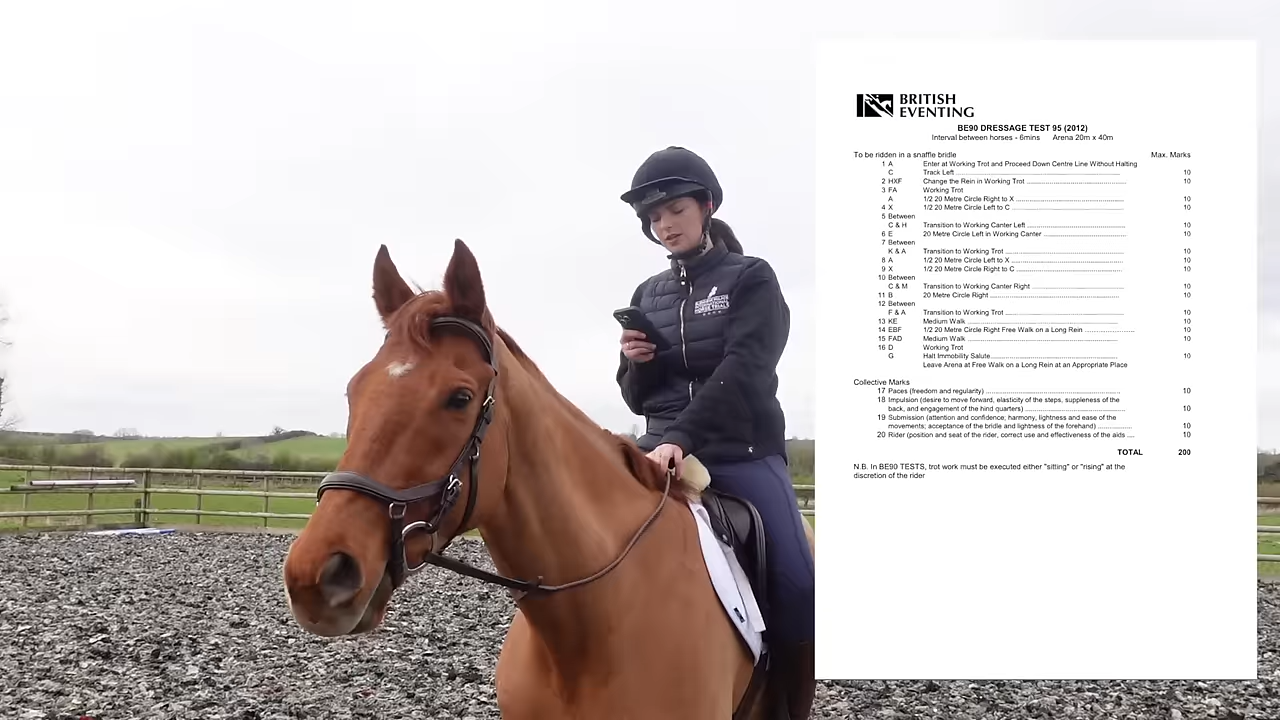 BRITISH
EVENTING
BE90 DRESSAGE TEST 95 (2012)
Interval between horses - 6mins Arena 20m x 40m
To be ridden in a snaffle bridle Max. Marks
1 A Enter at Working Trot and Proceed Down Centre Line Without Halting
C Track Left 10
2 HXF Change the Rein in Working Trot 10
3 FA Working Trot
A 1/2 20 Metre Circle Right to X 10
4 X 1/2 20 Metre Circle Left to C 10
5 Between
C & H Transition to Working Canter Left 10
6 E 20 Metre Circle Left in Working Canter 10
7 Between
K & A Transition to Working Trot 10
8 A 1/2 20 Metre Circle Left to X 10
9 X 1/2 20 Metre Circle Right to C 10
10 Between
C & M Transition to Working Canter Right 10
11 B 20 Metre Circle Right 10
12 Between
F & A Transition to Working Trot 10
13 KE Medium Walk 10
14 EBF 1/2 20 Metre Circle Right Free Walk on a Long Rein 10
15 FAD Medium Walk 10
16 D Working Trot
G Halt Immobility Salute 10
Leave Arena at Free Walk on a Long Rein at an Appropriate Place
Collective Marks
17 Paces (freedom and regularity) 10
18 Impulsion (desire to move forward, elasticity of the steps, suppleness of the
back, and engagement of the hind quarters) 10
19 Submission (attention and confidence; harmony, lightness and ease of the
movements; acceptance of the bridle and lightness of the forehand) 10
20 Rider (position and seat of the rider, correct use and effectiveness of the aids 10
TOTAL 200
N.B. In BE90 TESTS, trot work must be executed either "sitting" or "rising" at the
discretion of the rider